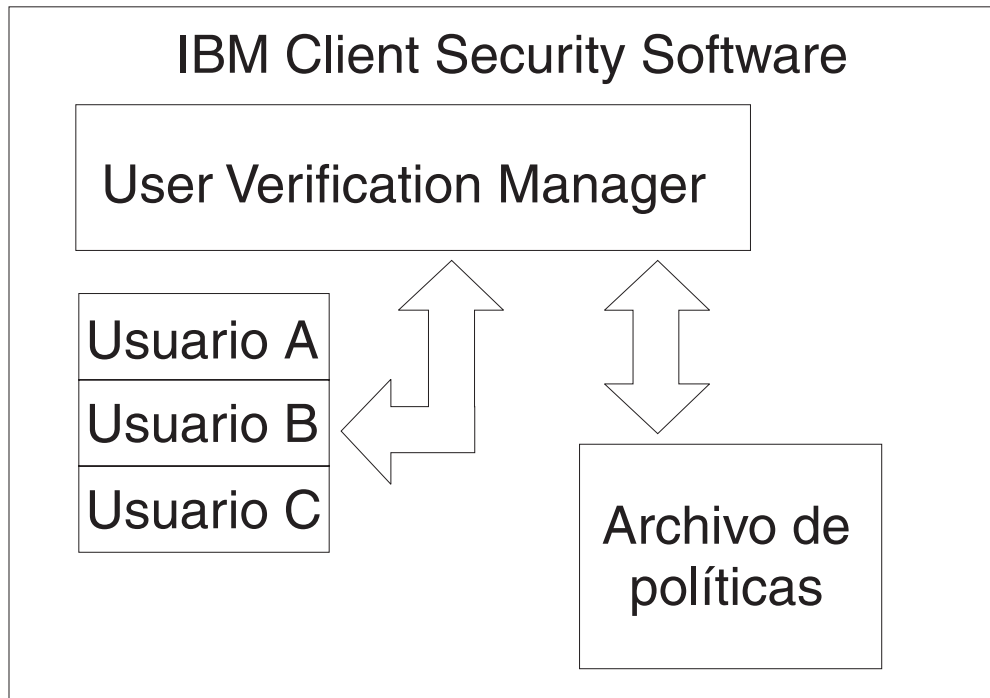 IBM Client Security Software
User Verification Manager
Usuario A
Usuario B
Usuario C
Archivo de
políticas